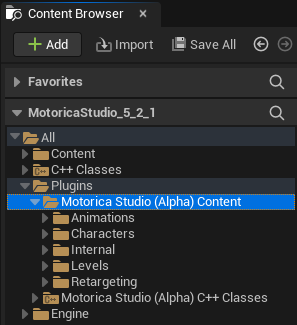 Content Browser
Add Import Save All
Favorites
MotoricaStudio_5_2_1
All
Content
C++ Classes
Plugins
Motorica Studio (Alpha) Content
Animations
Characters
Internal
Levels
Retargeting
Motorica Studio (Alpha) C++ Classes
Engine